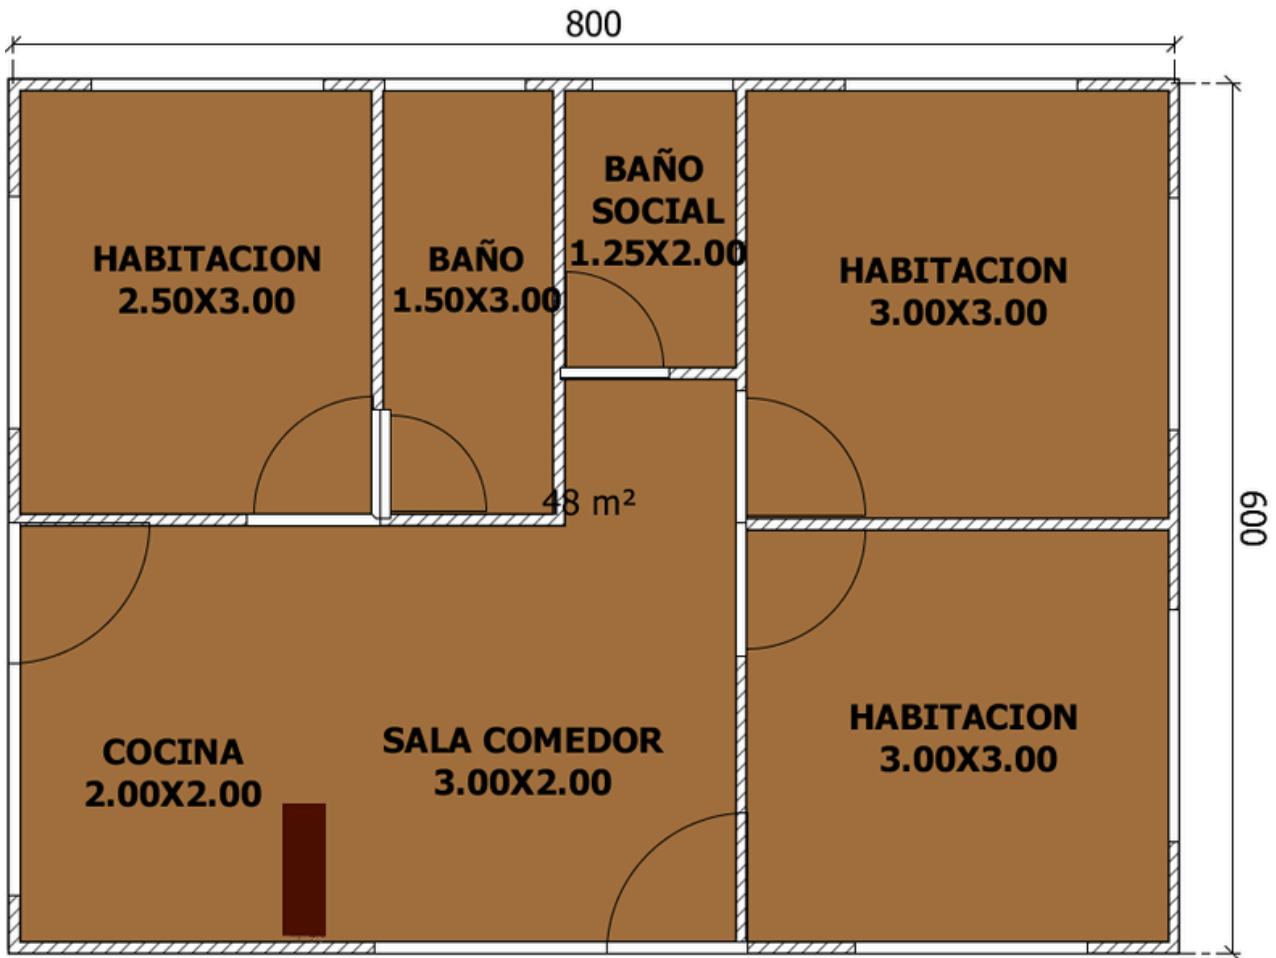 800
BAÑO
SOCIAL
1.25X2.00
HABITACION
2.50X3.00
BAÑO
1.50X3.00
HABITACION
3.00X3.00
48 m²
600
COCINA
2.00X2.00
SALA COMEDOR
3.00X2.00
HABITACION
3.00X3.00